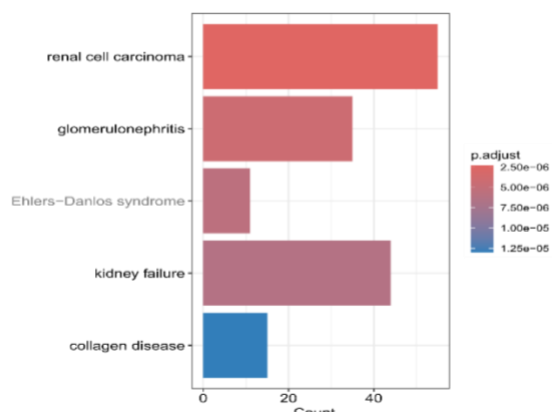 renal cell carcinoma
glomerulonephritis
Ehlers−Danlos syndrome
kidney failure
collagen disease
0 20 40
Count
p.adjust
2.50e−06
5.00e−06
7.50e−06
1.00e−05
1.25e−05